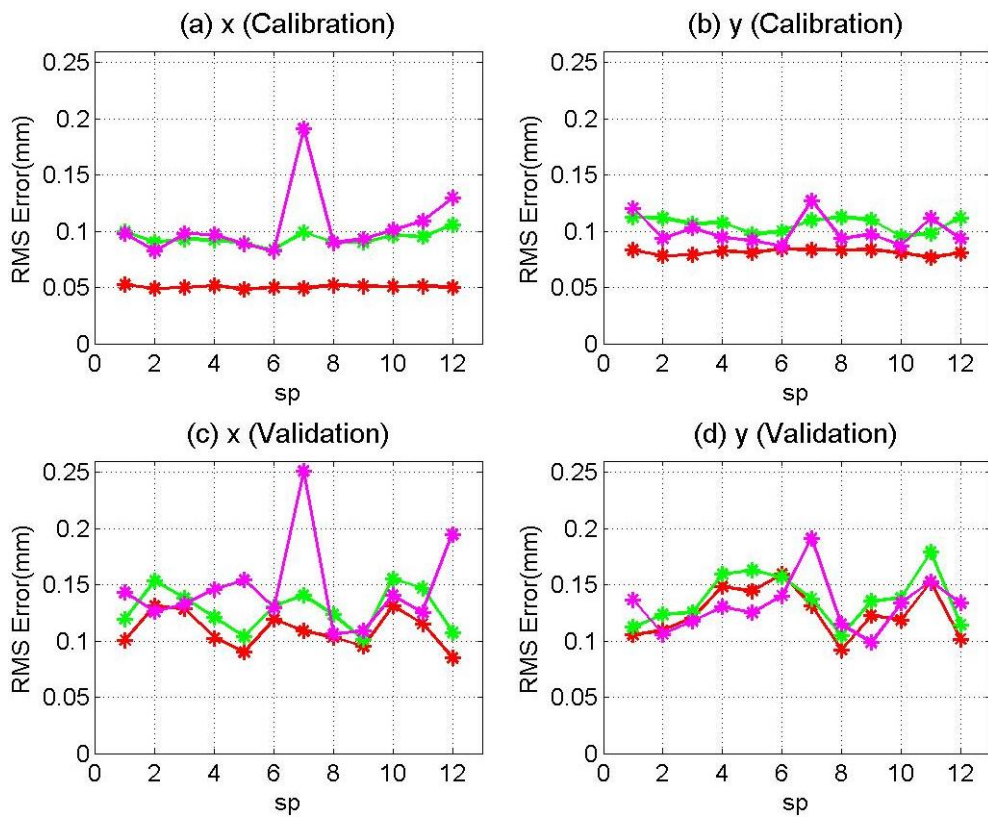 (a) x (Calibration)
RMS Error(mm)
0.25
0.2
0.15
0.1
0.05
0
0 2 4 6 8 10 12
sp
(b) y (Calibration)
RMS Error(mm)
0.25
0.2
0.15
0.1
0.05
0
0 2 4 6 8 10 12
sp
(c) x (Validation)
RMS Error(mm)
0.25
0.2
0.15
0.1
0.05
0
0 2 4 6 8 10 12
sp
(d) y (Validation)
RMS Error(mm)
0.25
0.2
0.15
0.1
0.05
0
0 2 4 6 8 10 12
sp